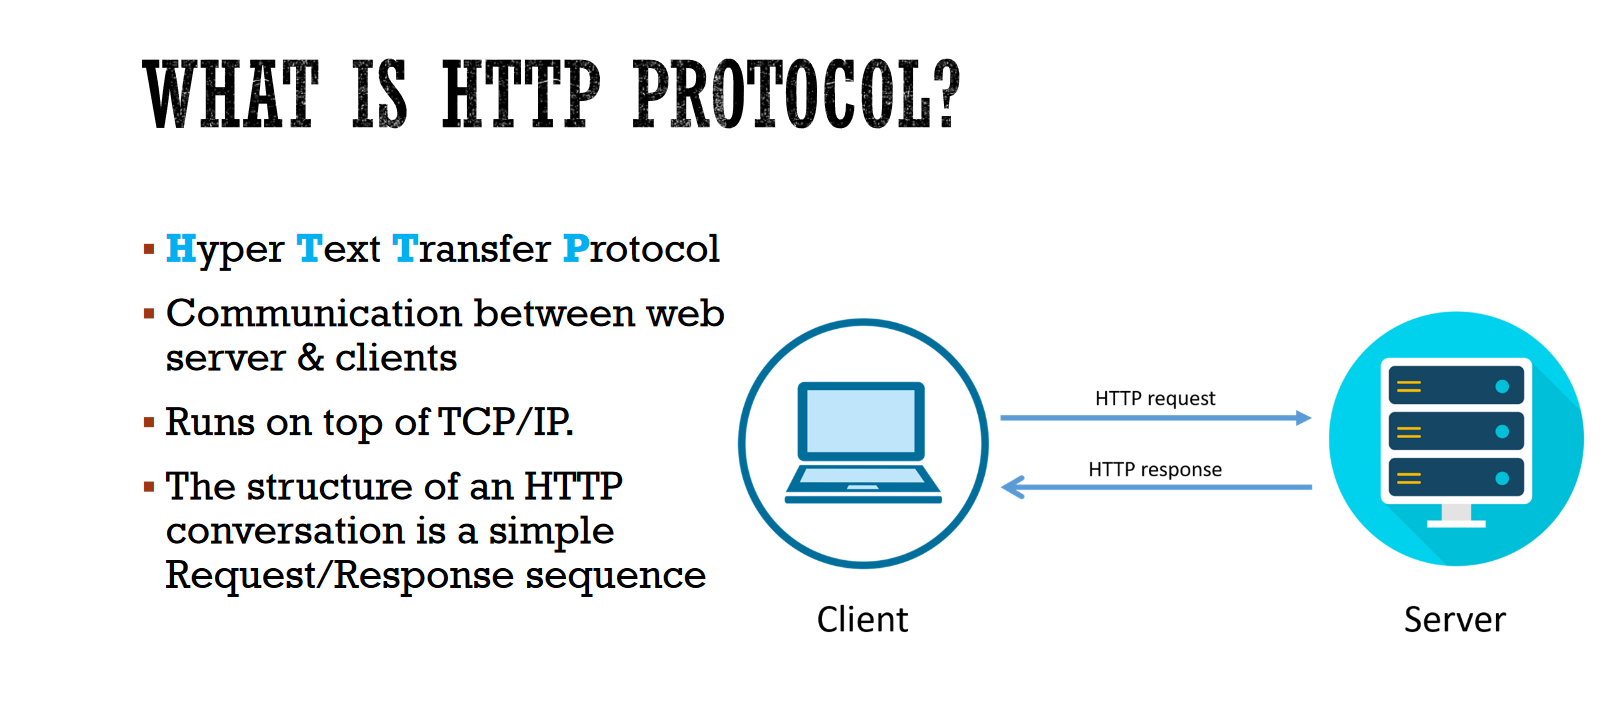 WHAT IS HTTP PROTOCOL?
▪ Hyper Text Transfer Protocol
▪ Communication between web
server & clients
▪ Runs on top of TCP/IP.
▪ The structure of an HTTP
conversation is a simple
Request/Response sequence
HTTP request
HTTP response
Client
Server